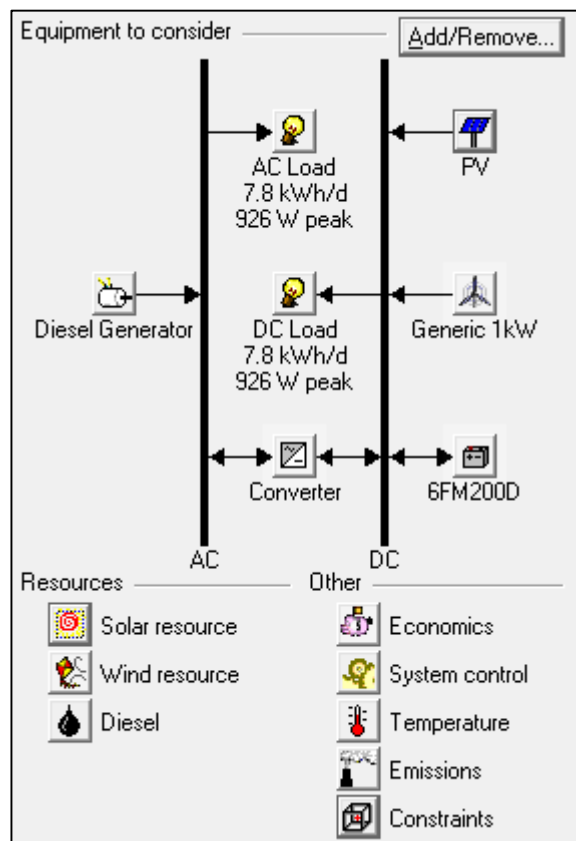 Equipment to consider
Add/Remove...
AC Load
7.8 kWh/d
926 W peak
PV
Diesel Generator
DC Load
7.8 kWh/d
926 W peak
Generic 1kW
Converter
6FM200D
AC
DC
Resources
Other
Solar resource
Economics
Wind resource
System control
Diesel
Temperature
Emissions
Constraints